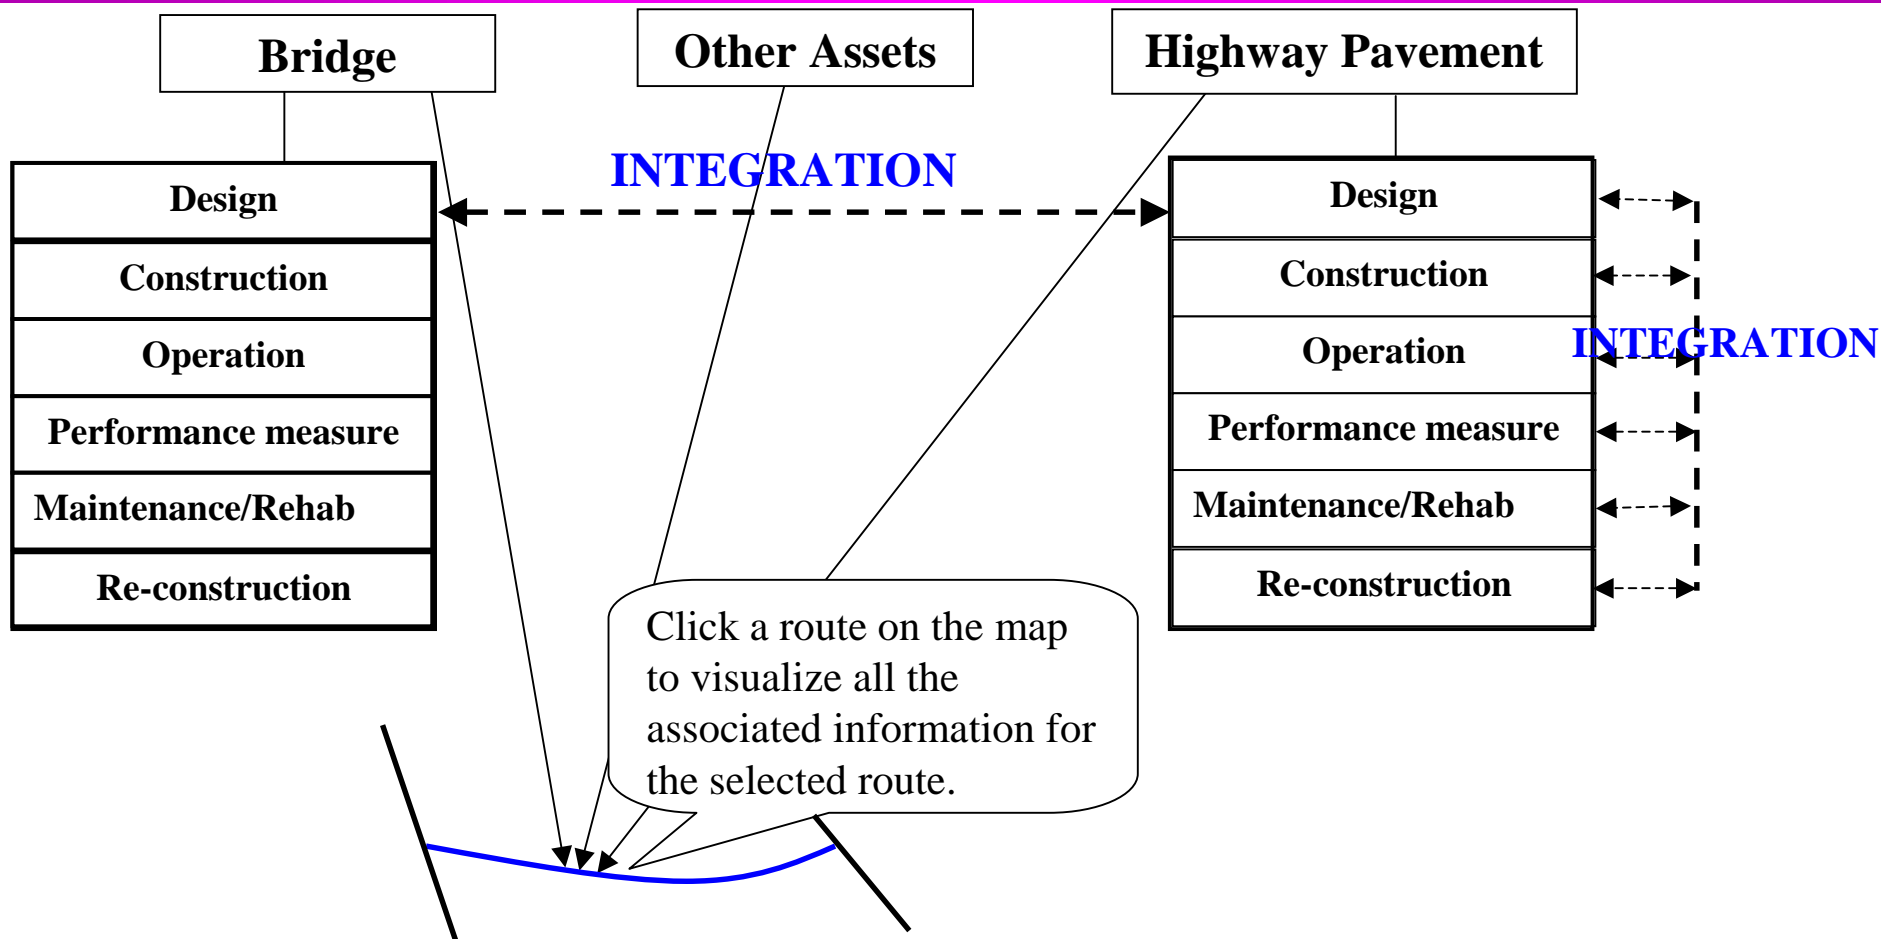 Bridge
Other Assets
Highway Pavement
INTEGRATION
Design
Construction
Operation
Performance measure
Maintenance/Rehab
Re-construction
Design
Construction
Operation
Performance measure
Maintenance/Rehab
Re-construction
INTEGRATION
Click a route on the map
to visualize all the
associated information for
the selected route.